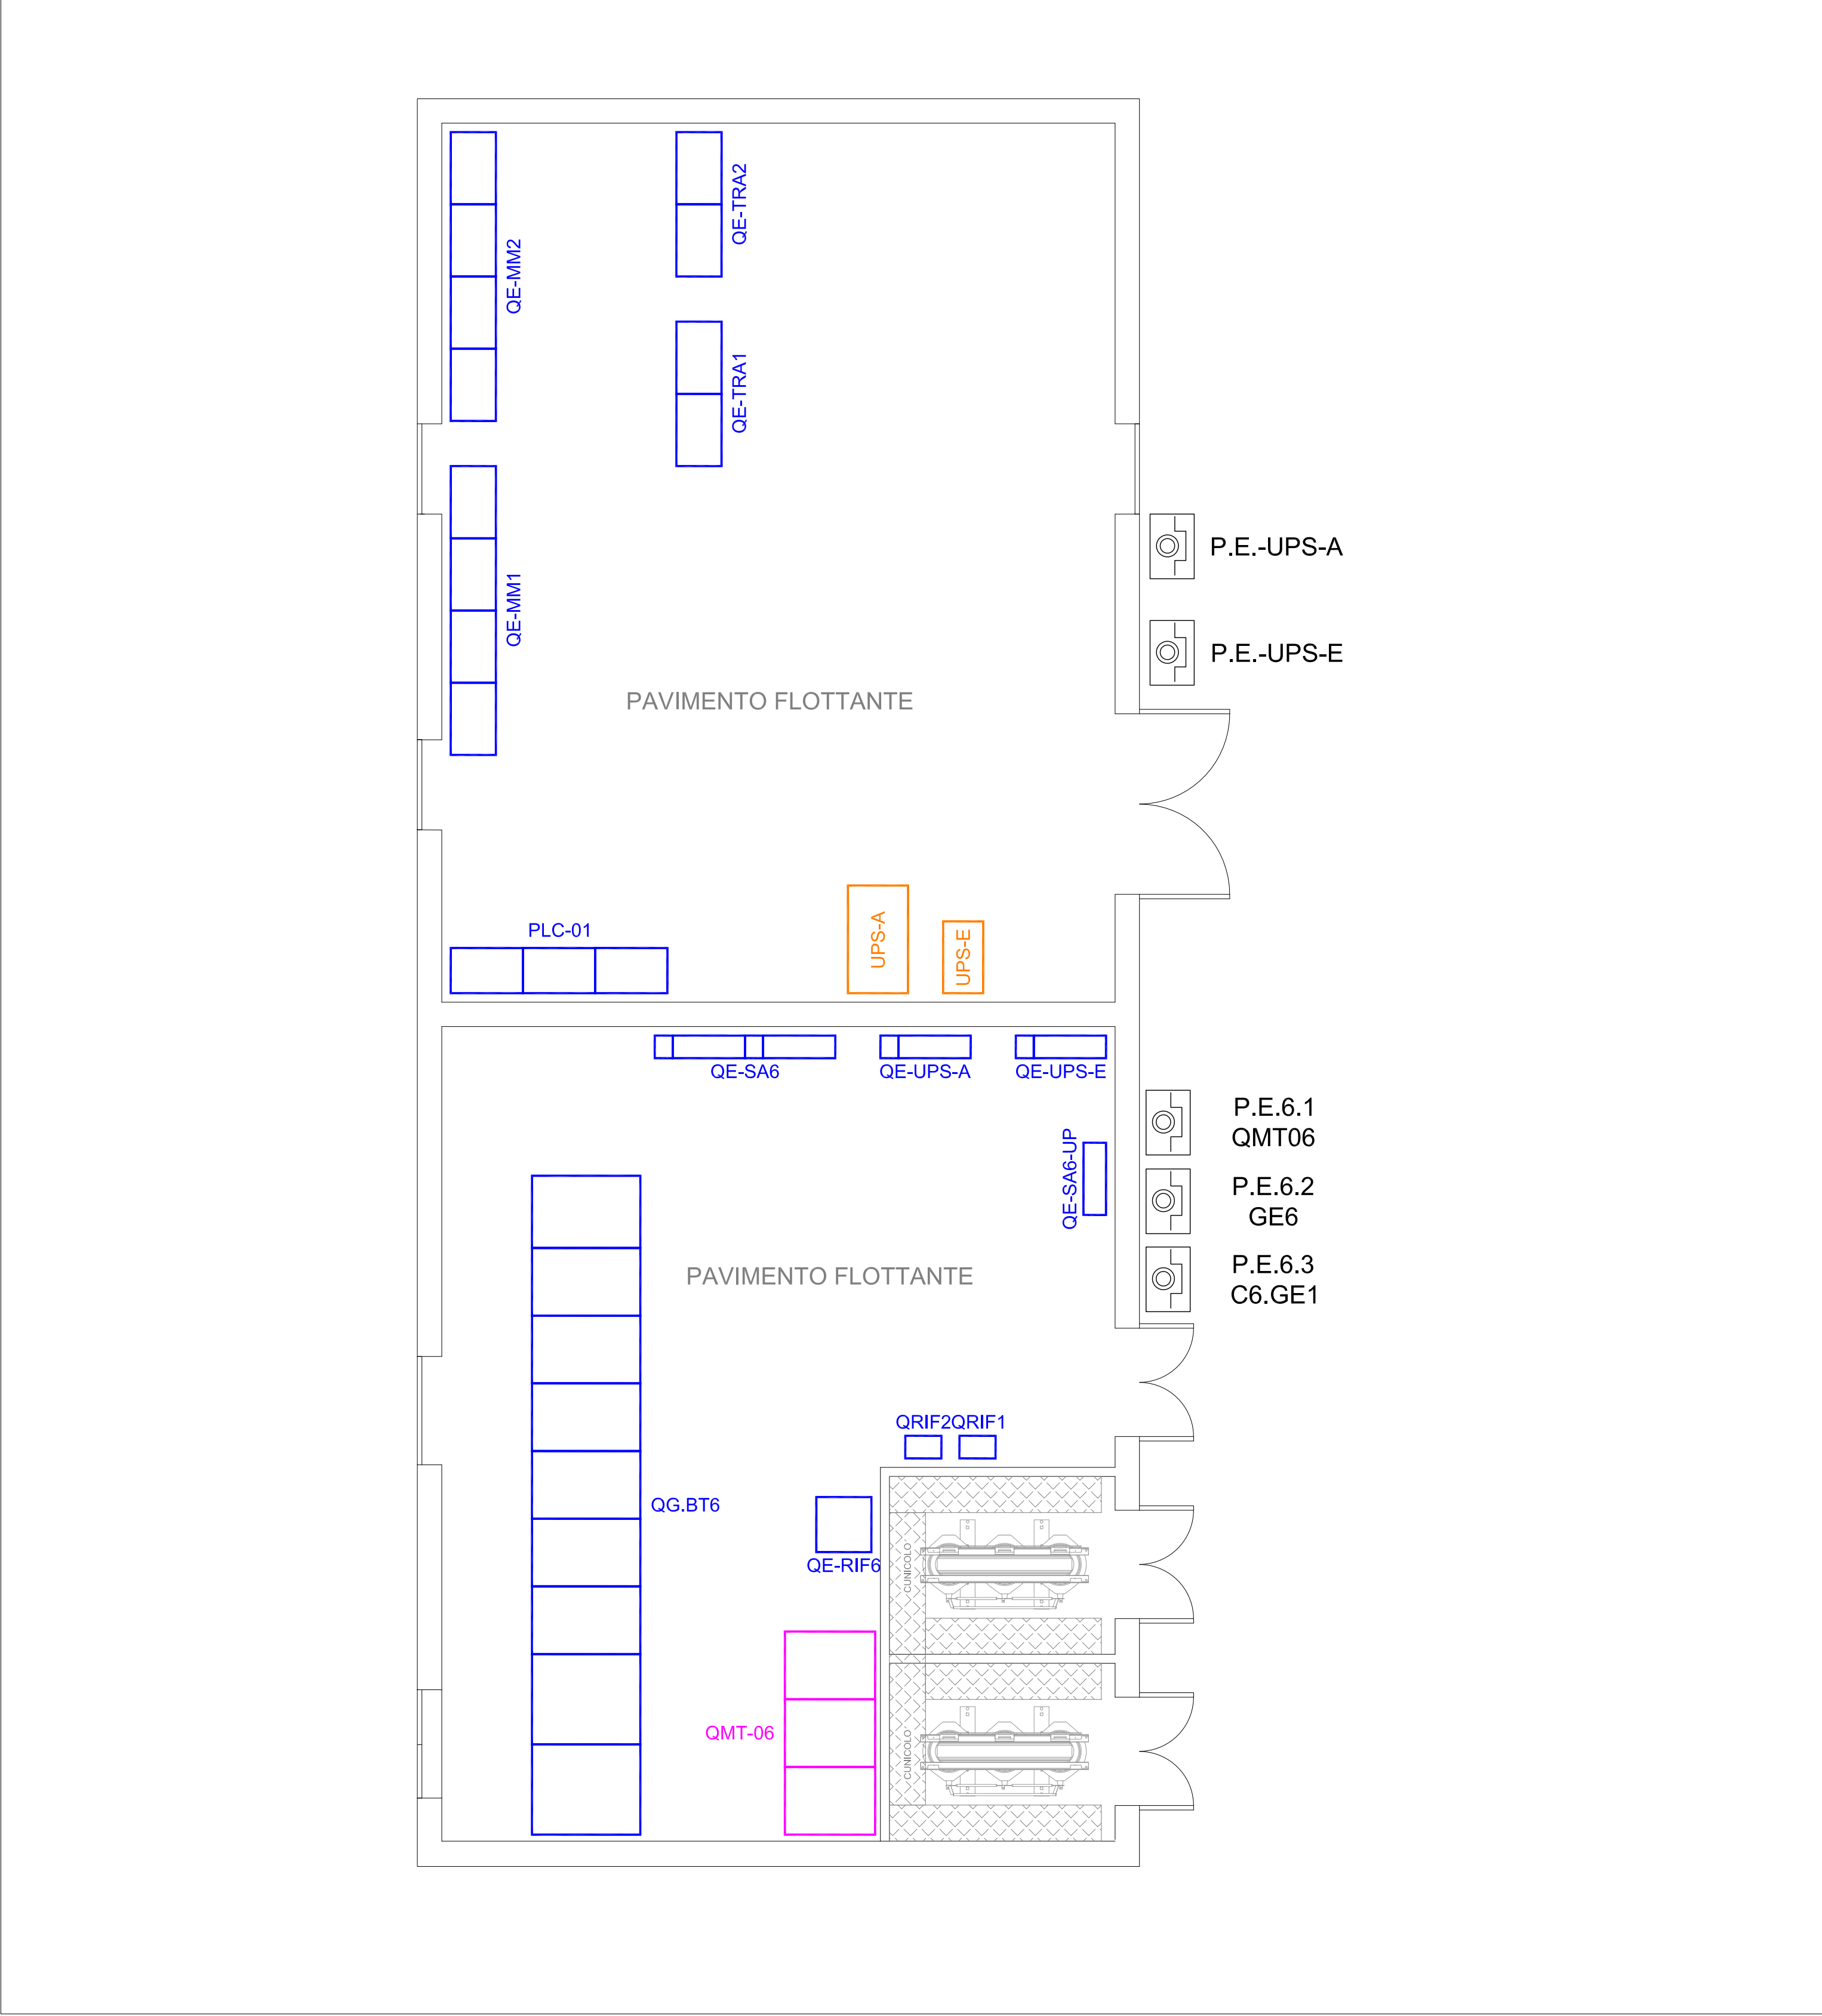 QE-TRA2
QE-MM2
QE-TRA1
P.E.-UPS-A
QE-MM1
P.E.-UPS-E
PAVIMENTO FLOTTANTE
PLC-01
UPS-A
UPS-E
QE-SA6
QE-UPS-A
QE-UPS-E
P.E.6.1
QMT06
QE-SA6-UP
P.E.6.2
GE6
PAVIMENTO FLOTTANTE
P.E.6.3
C6.GE1
QRIF2
QRIF1
QG.BT6
QE-RIF6
CUNICOLO
QMT-06
CUNICOLO